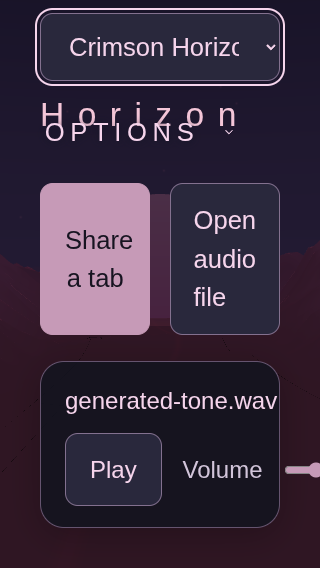 Crimson Horizo
Horizon
OPTIONS
Share
a tab
Open
audio
file
generated-tone.wav
Play
Volume